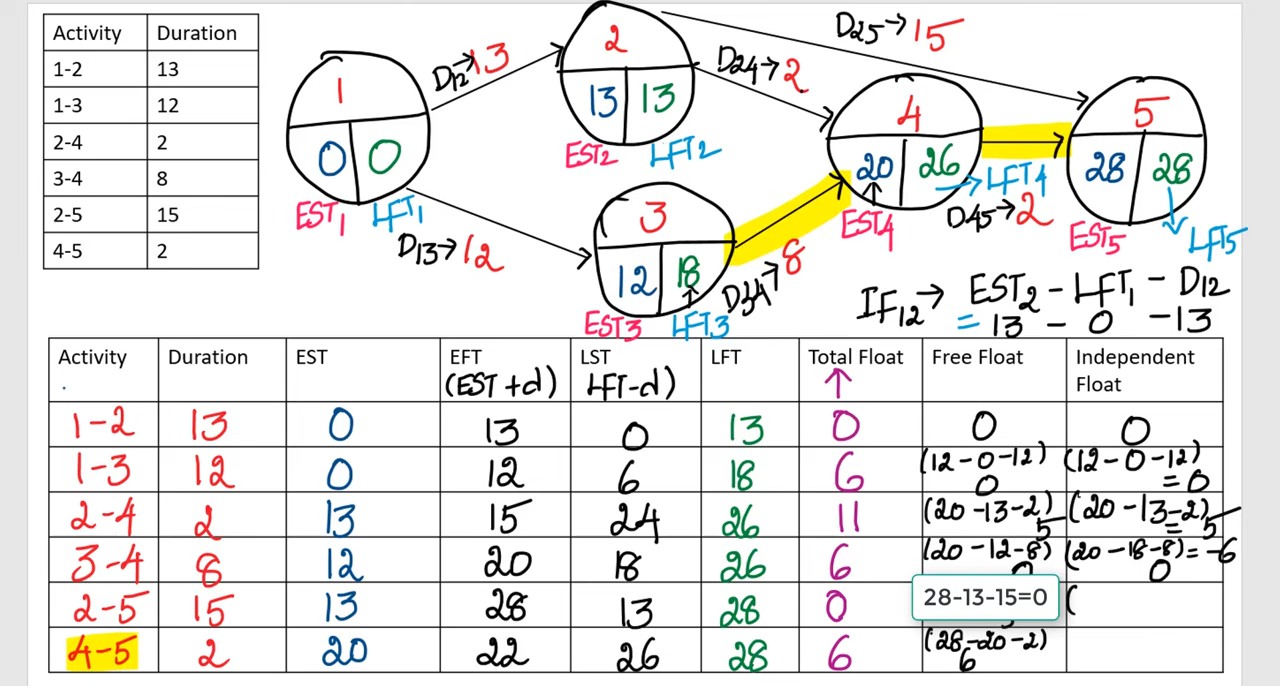 Activity Duration
1-2 13
1-3 12
2-4 2
3-4 8
2-5 15
4-5 2
1
0 0
EST1 LFT1
D12→13
D13→12
2
13 13
EST2 LFT2
D25→15
D24→2
3
12 18
EST3 LFT3
D34→8
4
20 26
EST4 →LFT4
D45→2
5
28 28
EST5 LFT5
IF12→ EST2 - LFT1 - D12
= 13 - 0 - 13
Activity Duration EST EFT (EST+d) LST LFT-d) LFT Total Float Free Float Independent Float
1-2 13 0 13 0 13 0 0 0
1-3 12 0 12 6 18 6 (12-0-12) 0 (12-0-12) = 0
2-4 2 13 15 24 26 11 (20-13-2) 5 (20-13-2) = 5
3-4 8 12 20 18 26 6 (20-12-8) 0 (20-18-8)=-6 0
2-5 15 13 28 13 28 0 28-13-15=0 (
4-5 2 20 22 26 28 6 (28-20-2) 6